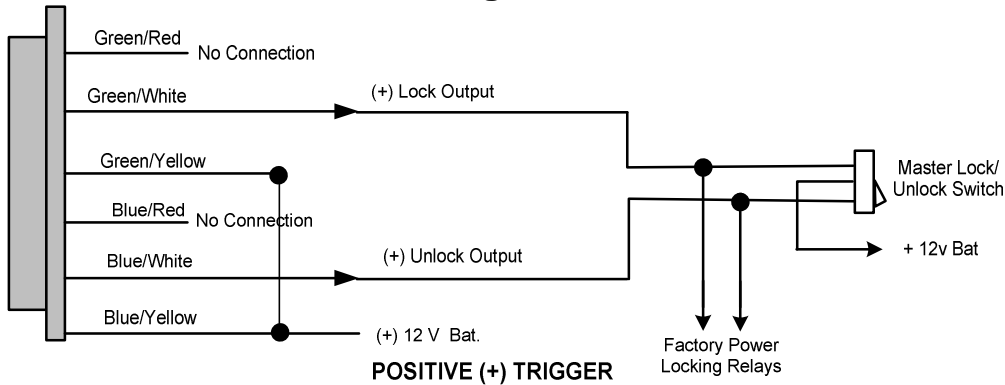 Green/Red
No Connection
Green/White
(+) Lock Output
Green/Yellow
Master Lock/
Unlock Switch
Blue/Red
No Connection
Blue/White
(+) Unlock Output
+ 12v Bat
Blue/Yellow
(+) 12 V Bat.
Factory Power
Locking Relays
POSITIVE (+) TRIGGER